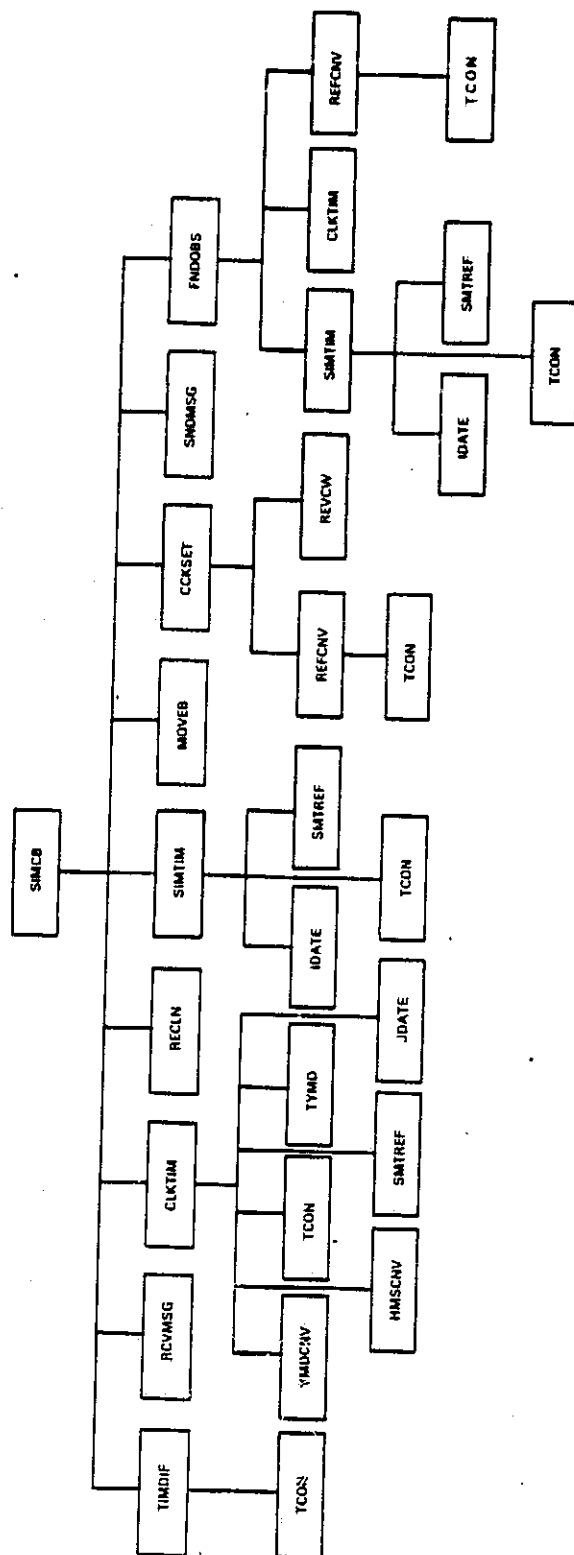 SIMCB
TIMDIF
RCVMSG
CLKTIM
RECLN
SIMTIM
MOVEB
CCKSET
SNDMSG
FNDOBS
TCON
YMDCNV
TCON
TYMD
IDATE
SMTREF
REFCNV
REVCW
SIMTIM
CLKTIM
REFCNV
HMSCNV
SMTREF
JDATE
TCON
TCON
IDATE
SMTREF
TCON
TCON